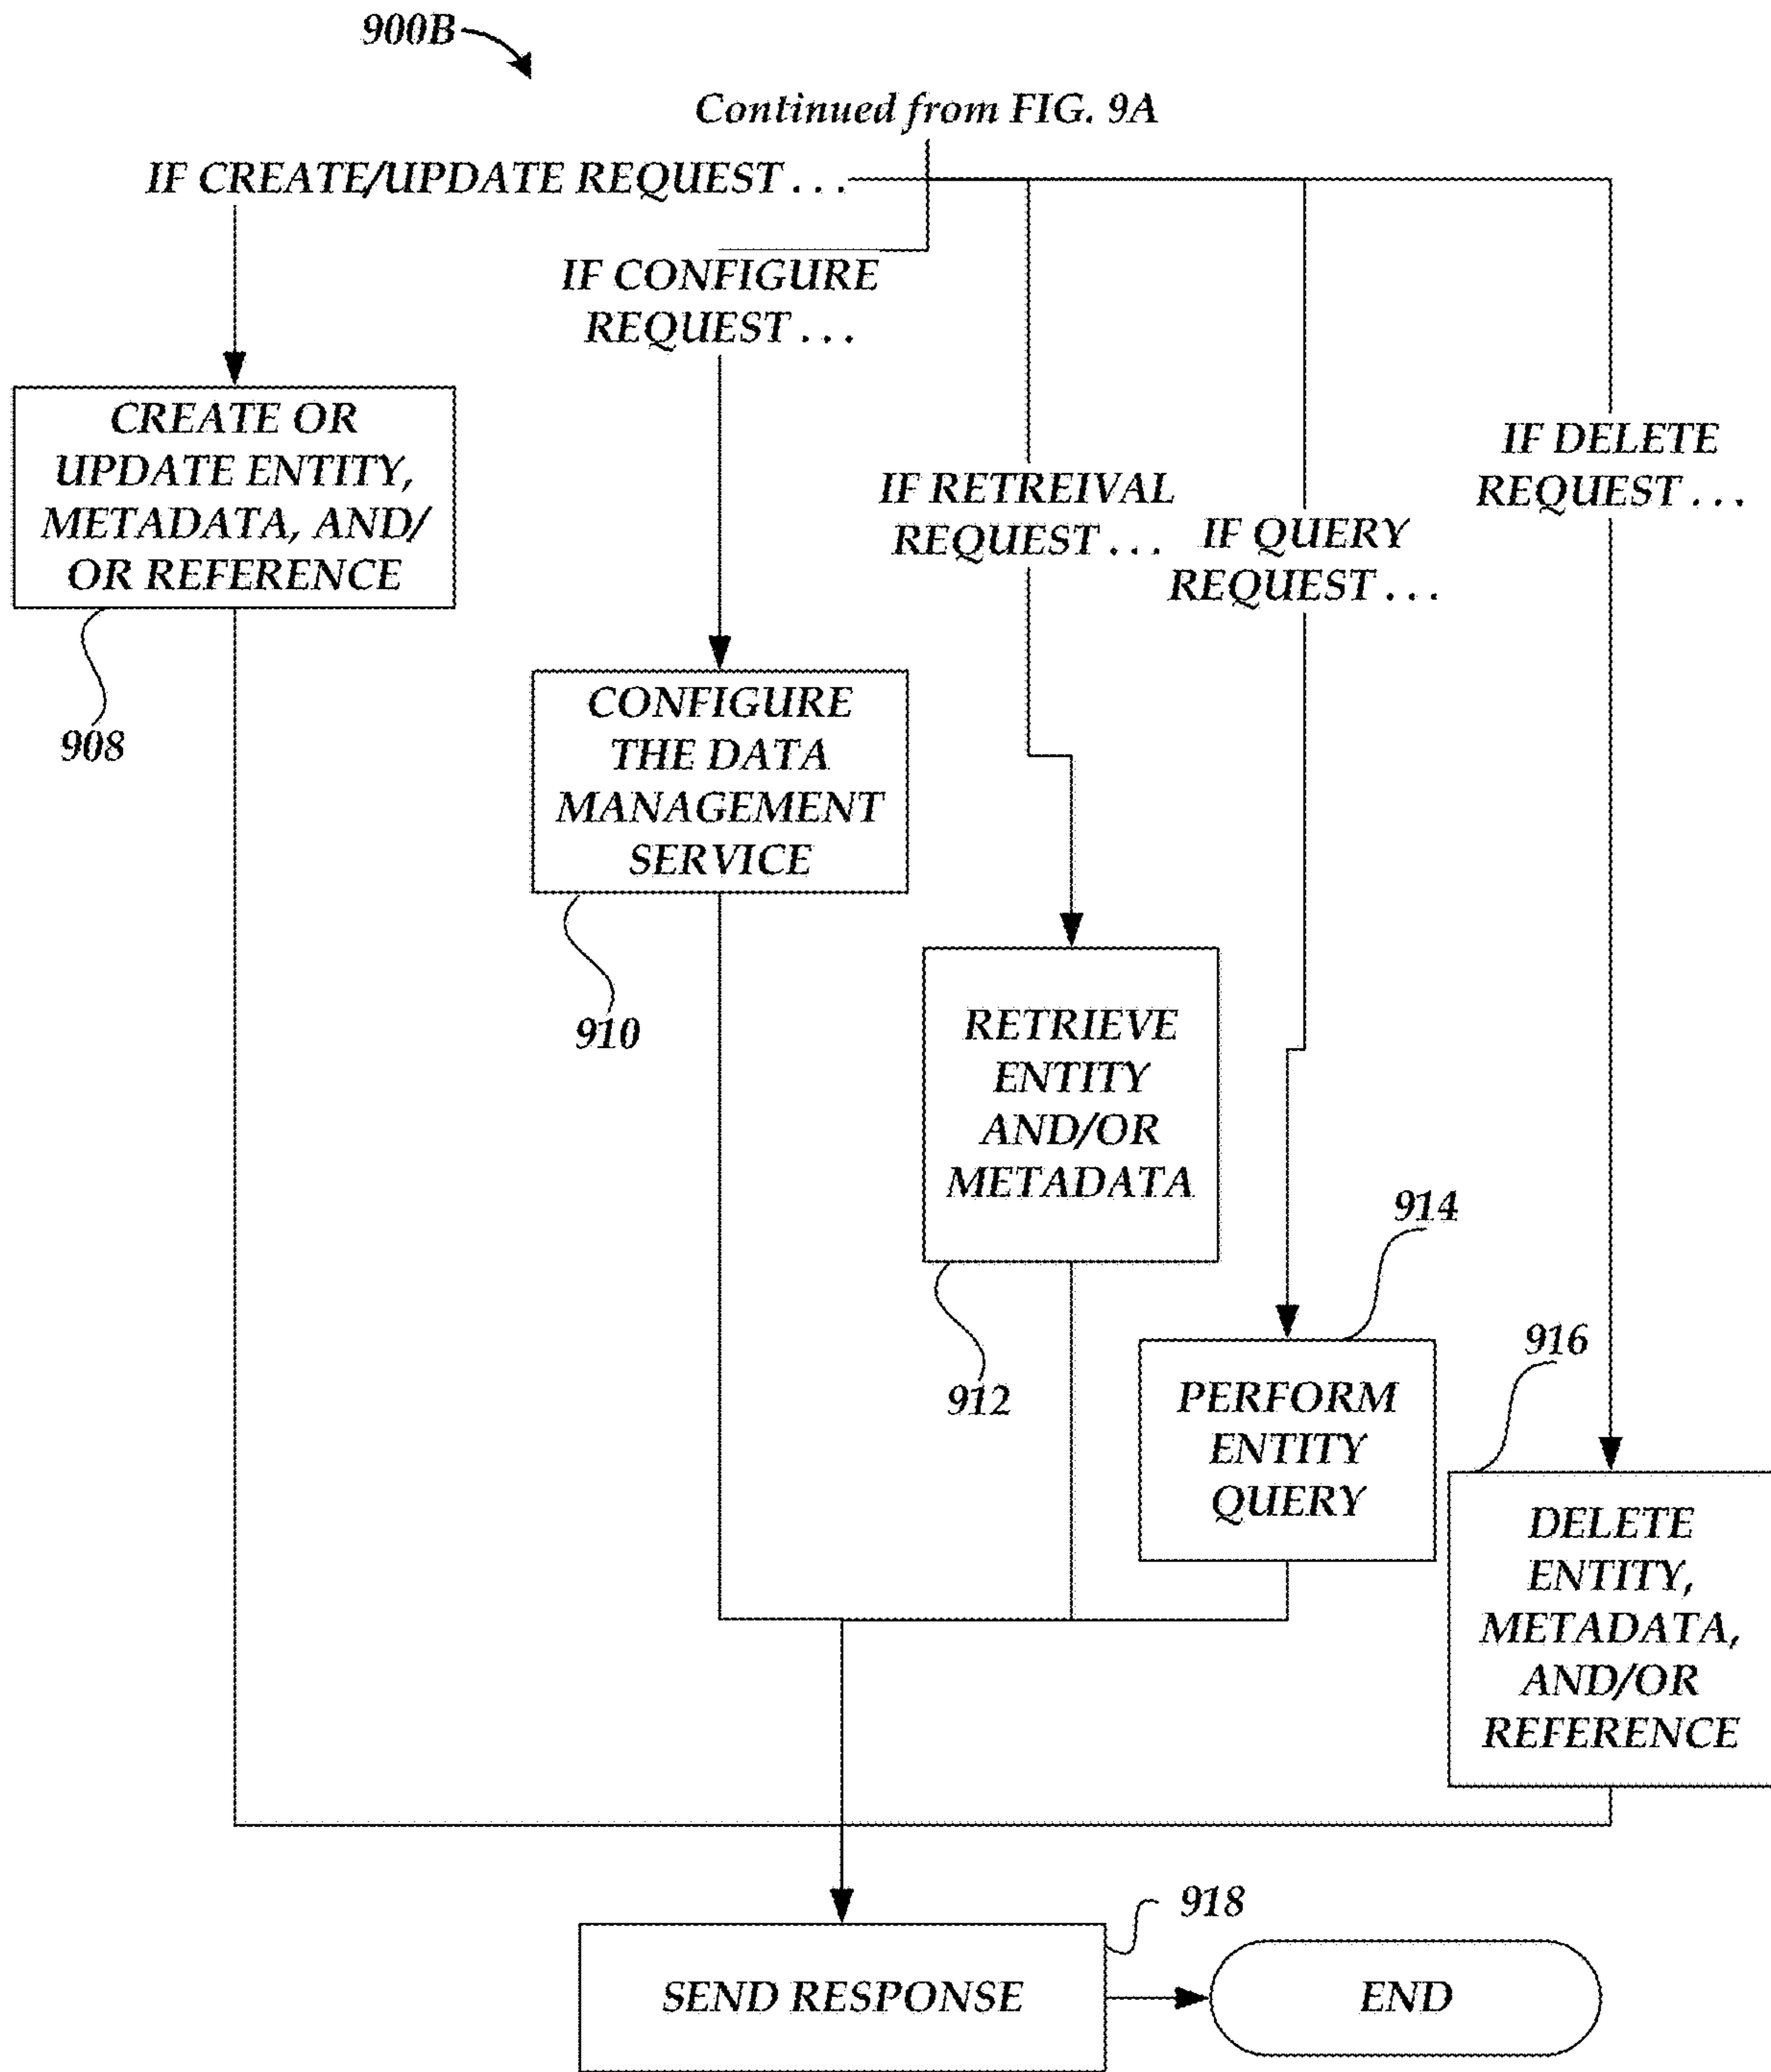 900B
Continued from FIG. 9A
IF CREATE/UPDATE REQUEST . . .
IF CONFIGURE
REQUEST . . .
CREATE OR
UPDATE ENTITY,
METADATA, AND/
OR REFERENCE
908
IF RETREIVAL
REQUEST . . .
IF QUERY
REQUEST . . .
IF DELETE
REQUEST . . .
CONFIGURE
THE DATA
MANAGEMENT
SERVICE
910
RETRIEVE
ENTITY
AND/OR
METADATA
912
914
PERFORM
ENTITY
QUERY
916
DELETE
ENTITY,
METADATA,
AND/OR
REFERENCE
918
SEND RESPONSE
END